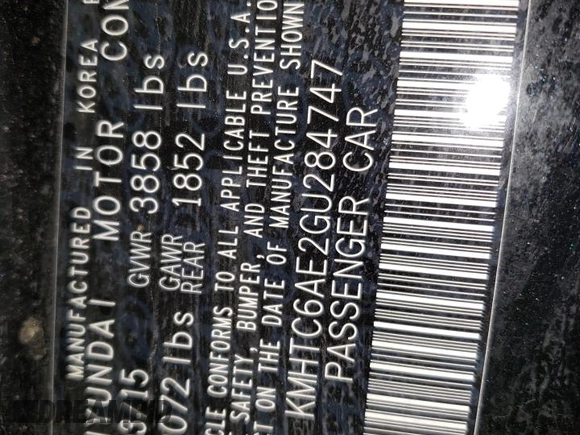 MANUFACTURED IN KOREA
HYUNDAI MOTOR CO
15 GVWR 3858 lbs
072 lbs GAWR REAR 1852 lbs
CLE CONFORMS TO ALL APPLICABLE U.S.A.
SAFETY, BUMPER, AND THEFT PREVENTIO
ON THE DATE OF MANUFACTURE SHOWN
KMHTC6AE2GU284747
PASSENGER CAR